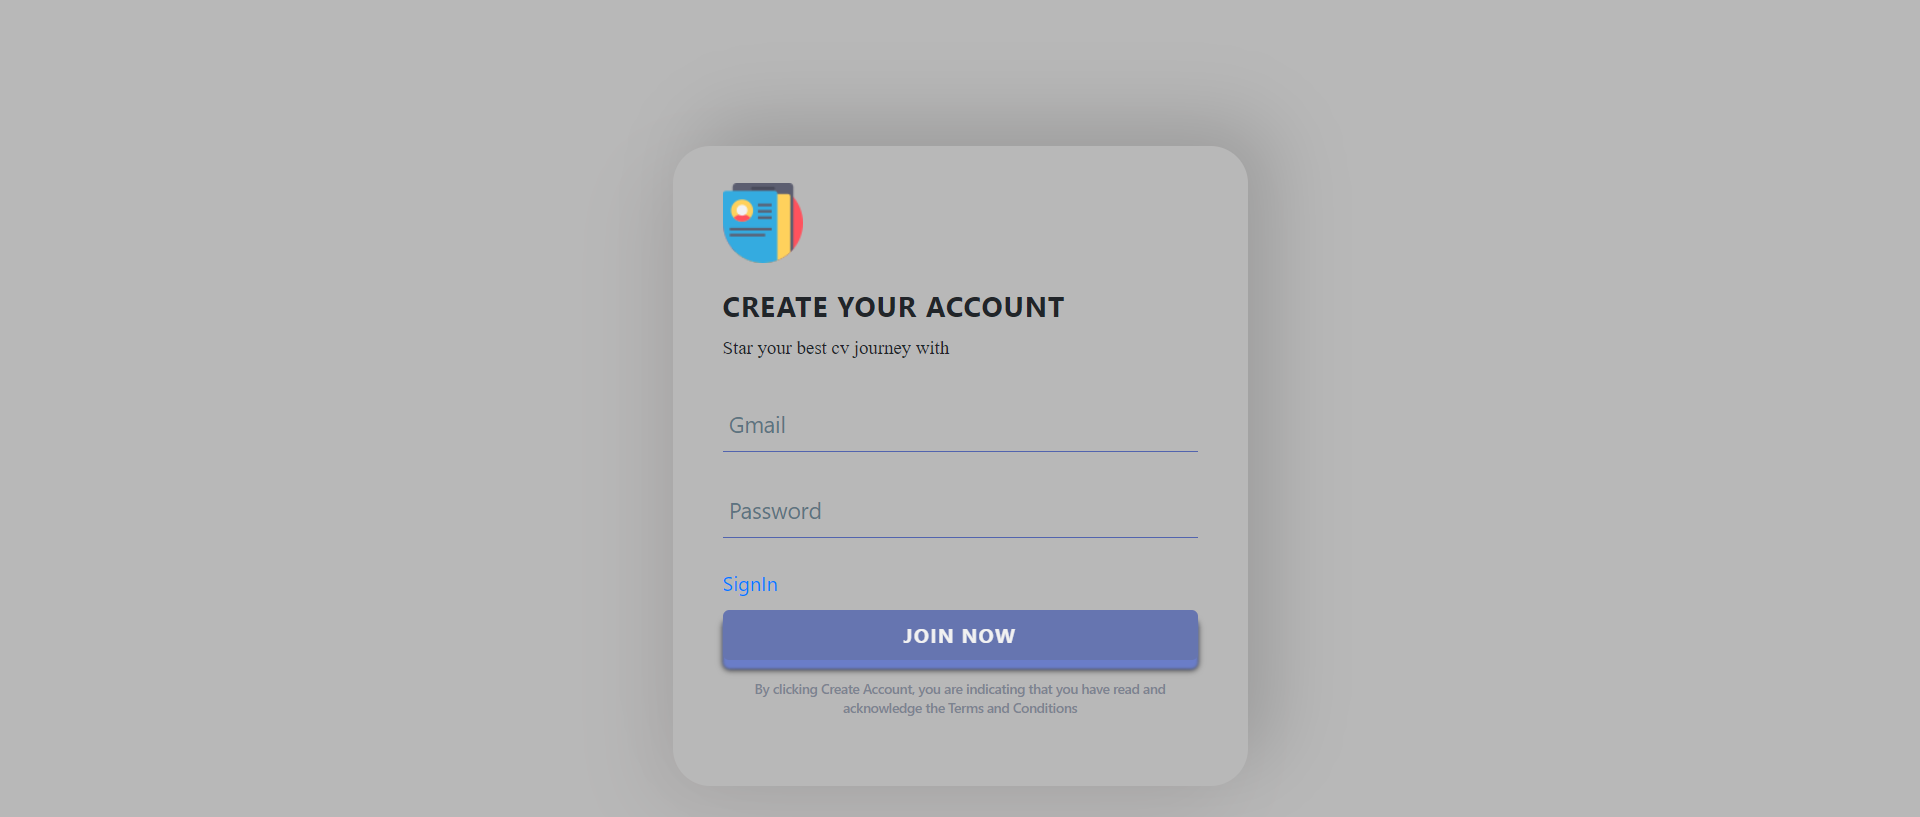 CREATE YOUR ACCOUNT
Star your best cv journey with
Gmail
Password
SignIn
JOIN NOW
By clicking Create Account, you are indicating that you have read and
acknowledge the Terms and Conditions